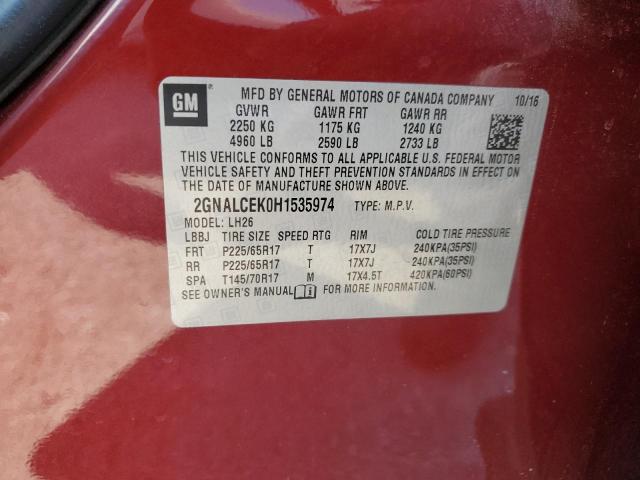 GM
MFD BY GENERAL MOTORS OF CANADA COMPANY 10/16
GVWR GAWR FRT GAWR RR
2250 KG 1175 KG 1240 KG
4960 LB 2590 LB 2733 LB
THIS VEHICLE CONFORMS TO ALL APPLICABLE U.S. FEDERAL MOTOR
VEHICLE SAFETY AND THEFT PREVENTION STANDARDS IN EFFECT ON
THE DATE OF MANUFACTURE SHOWN ABOVE.
2GNALCEK0H1535974 TYPE: M.P.V.
MODEL: LH26
LBBJ TIRE SIZE SPEED RTG RIM COLD TIRE PRESSURE
FRT P225/65R17 T 17X7J 240KPA(35PSI)
RR P225/65R17 T 17X7J 240KPA(35PSI)
SPA T145/70R17 M 17X4.5T 420KPA(60PSI)
SEE OWNER'S MANUAL FOR MORE INFORMATION.